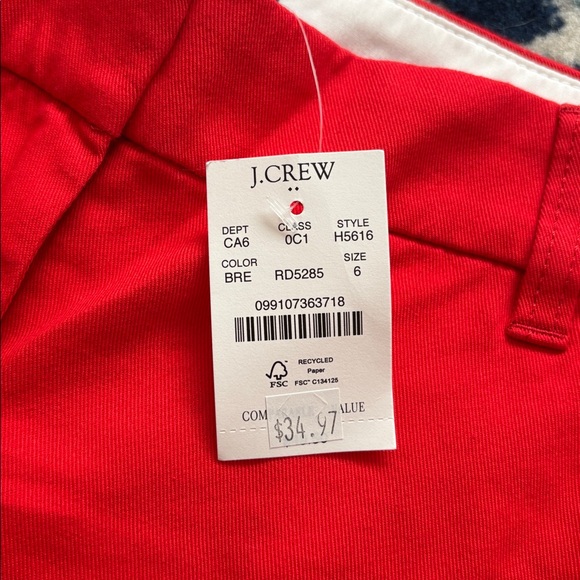 J.CREW
DEPT CLASS STYLE
CA6 0C1 H5616
COLOR SIZE
BRE RD5285 6
099107363718
RECYCLED
Paper
FSC
FSC® C134125
$34.97